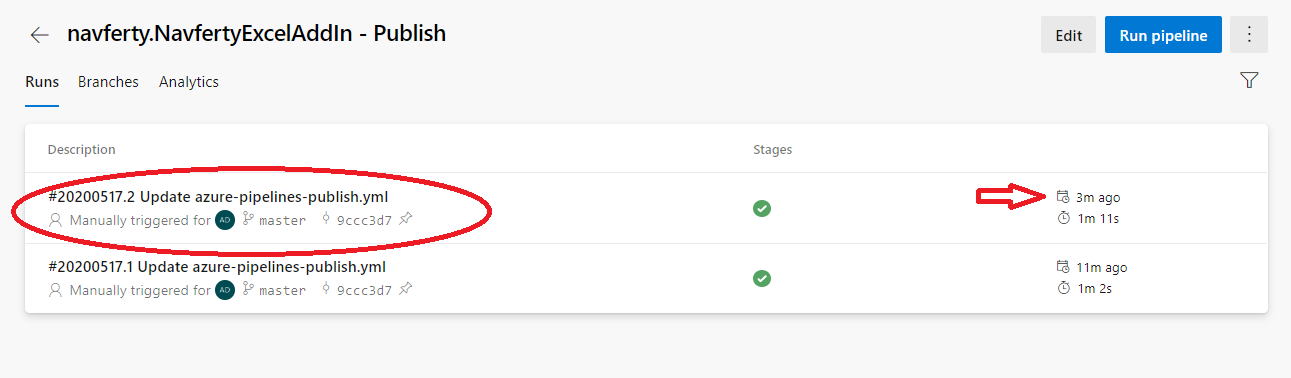 navferty.NavfertyExcelAddIn - Publish
Edit
Run pipeline
Runs
Branches
Analytics
Description
Stages
#20200517.2 Update azure-pipelines-publish.yml
3m ago
Manually triggered for AD master 9ccc3d7
1m 11s
#20200517.1 Update azure-pipelines-publish.yml
11m ago
Manually triggered for AD master 9ccc3d7
1m 2s